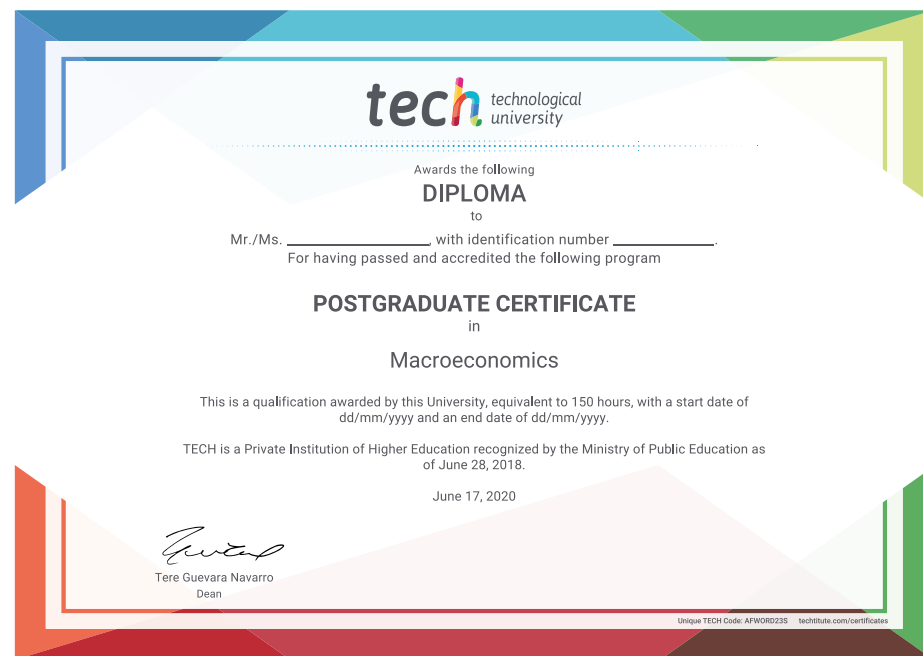 tech technological
university
Awards the following
DIPLOMA
to
Mr./Ms. ____________________, with identification number ______________.
For having passed and accredited the following program
POSTGRADUATE CERTIFICATE
in
Macroeconomics
This is a qualification awarded by this University, equivalent to 150 hours, with a start date of
dd/mm/yyyy and an end date of dd/mm/yyyy.
TECH is a Private Institution of Higher Education recognized by the Ministry of Public Education as
of June 28, 2018.
June 17, 2020
Tere Guevara Navarro
Dean
Unique TECH Code: AFWORD23S techtitute.com/certificates